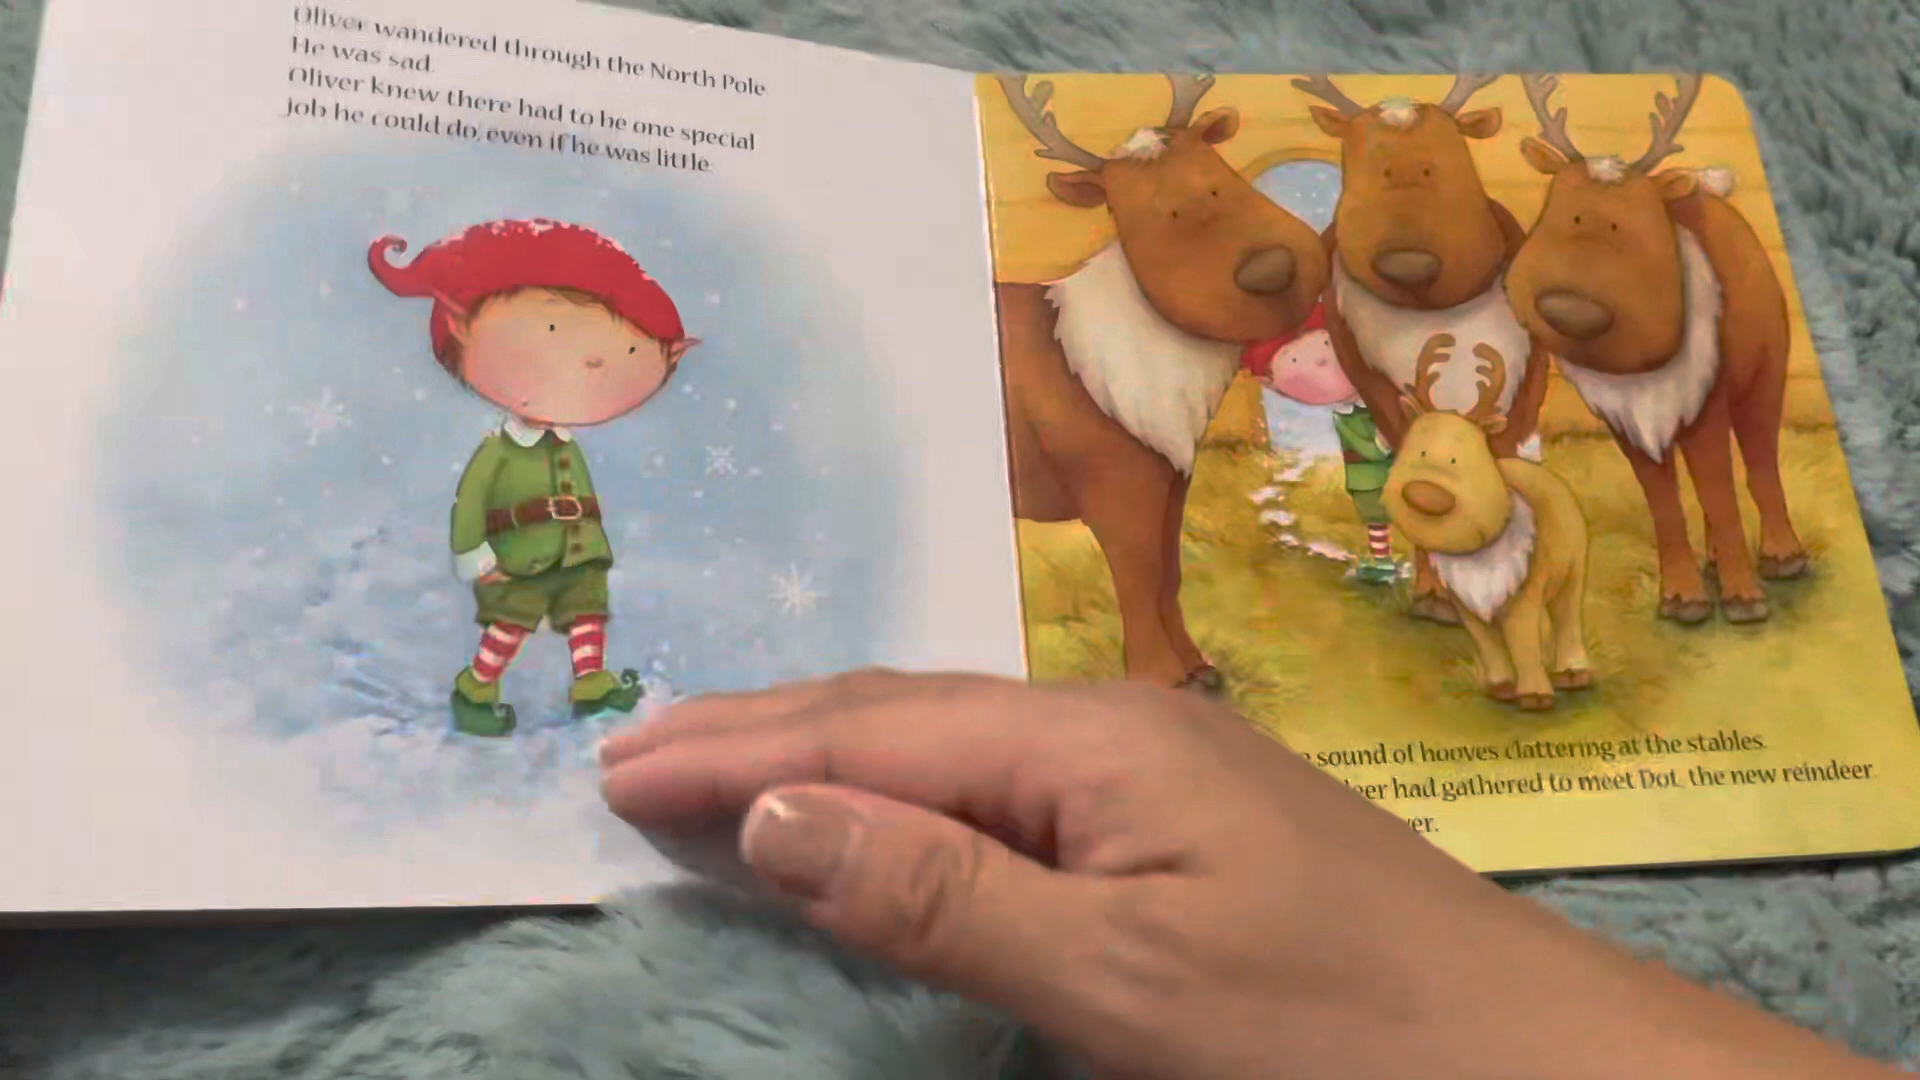 Oliver wandered through the North Pole
He was sad.
Oliver knew there had to be one special
job he could do, even if he was little.
sound of hooves clattering at the stables.
had gathered to meet Dot, the new reindeer